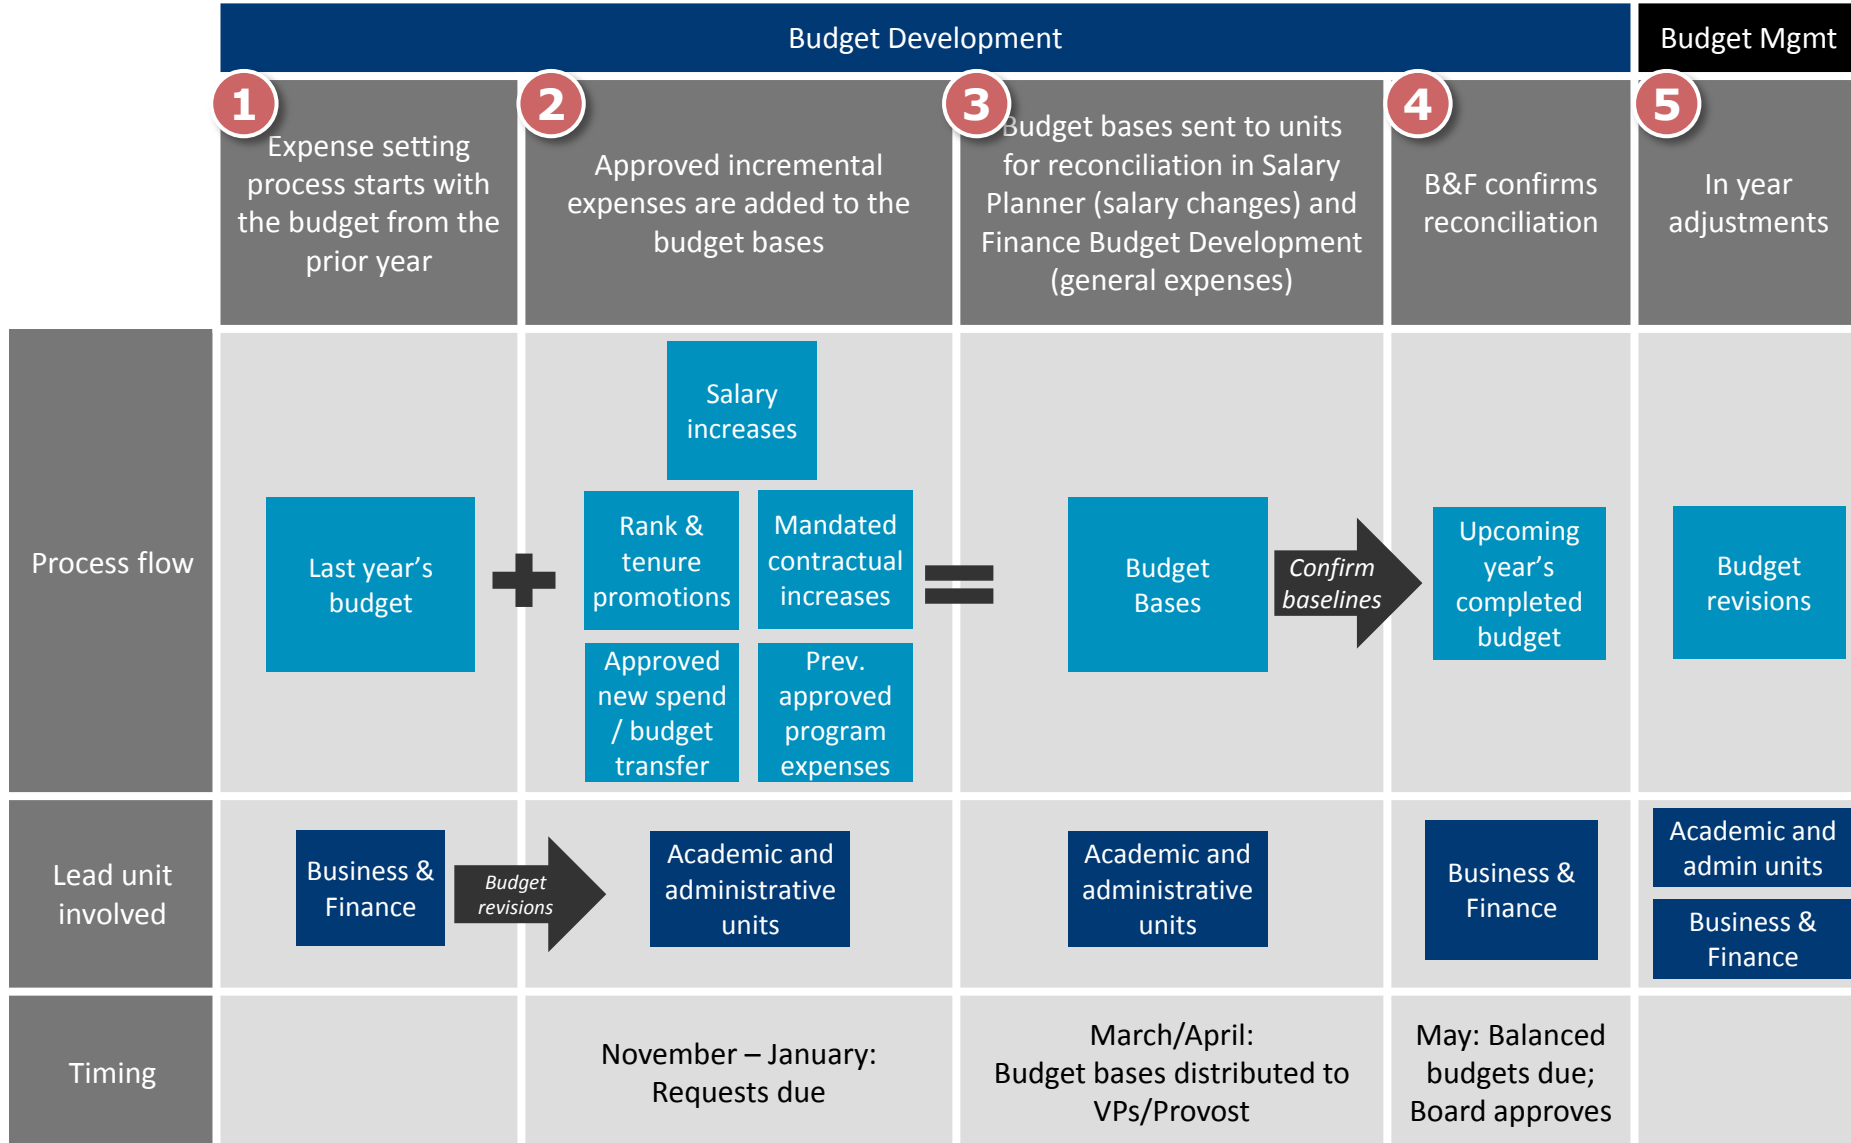 Budget Development
Budget Mgmt
1
Expense setting
process starts with
the budget from the
prior year
2
Approved incremental
expenses are added to the
budget bases
3
Budget bases sent to units
for reconciliation in Salary
Planner (salary changes) and
Finance Budget Development
(general expenses)
4
B&F confirms
reconciliation
5
In year
adjustments
Process flow
Last year's
budget
Salary
increases
Rank &
tenure
promotions
Mandated
contractual
increases
Approved
new spend
/ budget
transfer
Prev.
approved
program
expenses
Budget
Bases
Confirm
baselines
Upcoming
year's
completed
budget
Budget
revisions
Lead unit
involved
Business &
Finance
Budget
revisions
Academic and
administrative
units
Academic and
administrative
units
Business &
Finance
Academic and
admin units
Business &
Finance
Timing
November – January:
Requests due
March/April:
Budget bases distributed to
VPs/Provost
May: Balanced
budgets due;
Board approves